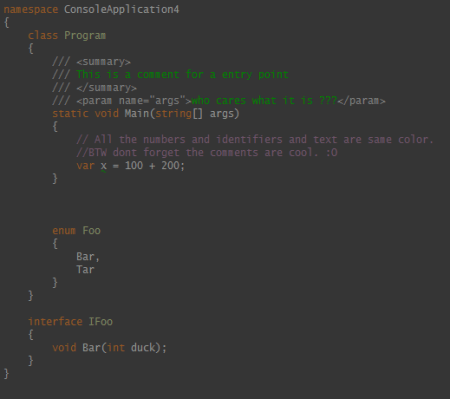 namespace ConsoleApplication4
{
class Program
{
/// <summary>
/// This is a comment for a entry point
/// </summary>
/// <param name="args">who cares what it is ???</param>
static void Main(string[] args)
{
// All the numbers and identifiers and text are same color.
//BTW dont forget the comments are cool. :O
var x = 100 + 200;
}
enum Foo
{
Bar,
Tar
}
}
interface IFoo
{
void Bar(int duck);
}
}